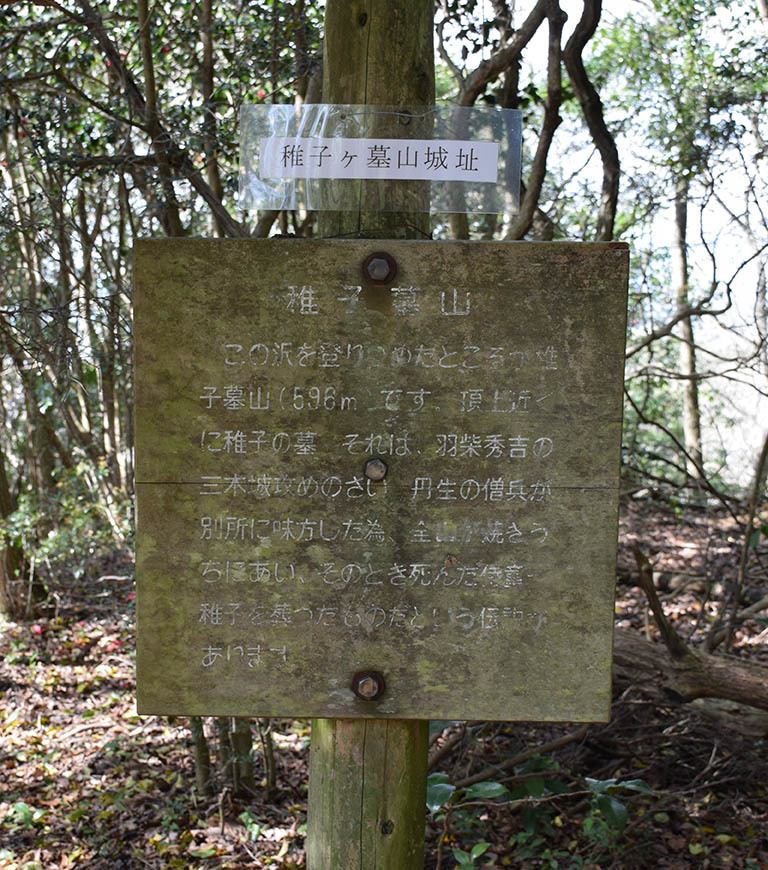 稚子ヶ墓山城址
稚子墓山
この沢を登りつめたところが稚
子墓山(596m)です。頂上近く
に稚子の墓 それは、羽柴秀吉の
三木城攻めのさい 丹生の僧兵が
別所に味方した為、全山が焼きう
ちにあい、そのとき死んだ侍童-
稚子を葬ったものだという伝説が
あります